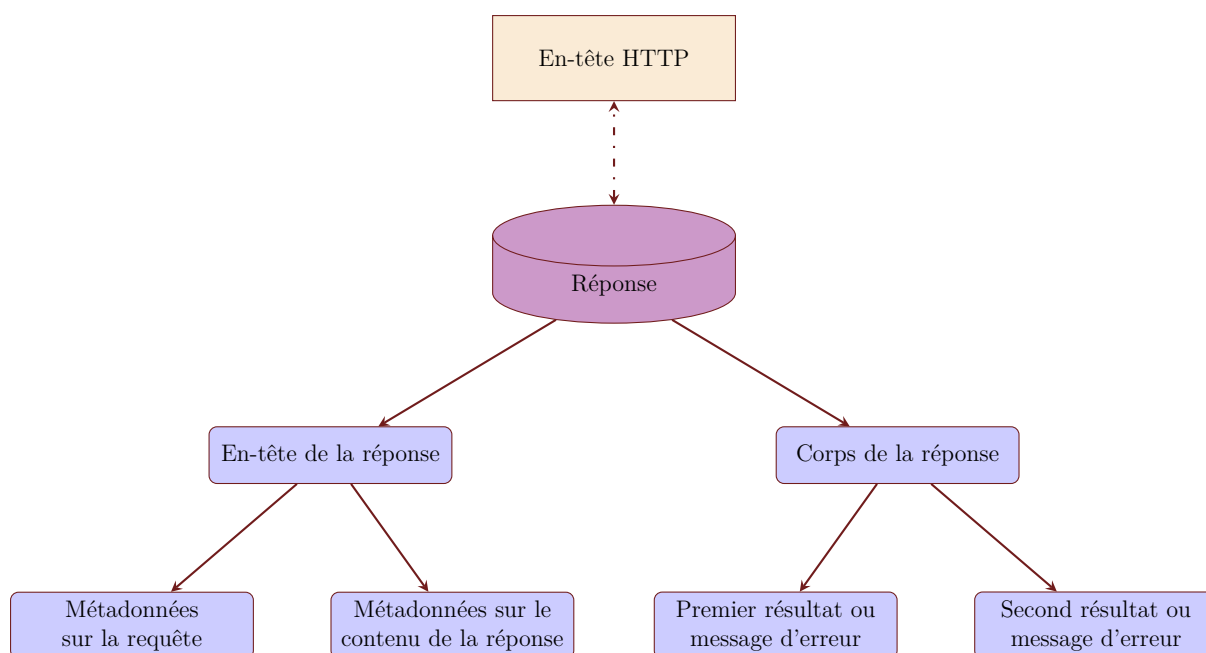 En-tête HTTP
Réponse
En-tête de la réponse
Corps de la réponse
Métadonnées
sur la requête
Métadonnées sur le
contenu de la réponse
Premier résultat ou
message d'erreur
Second résultat ou
message d'erreur